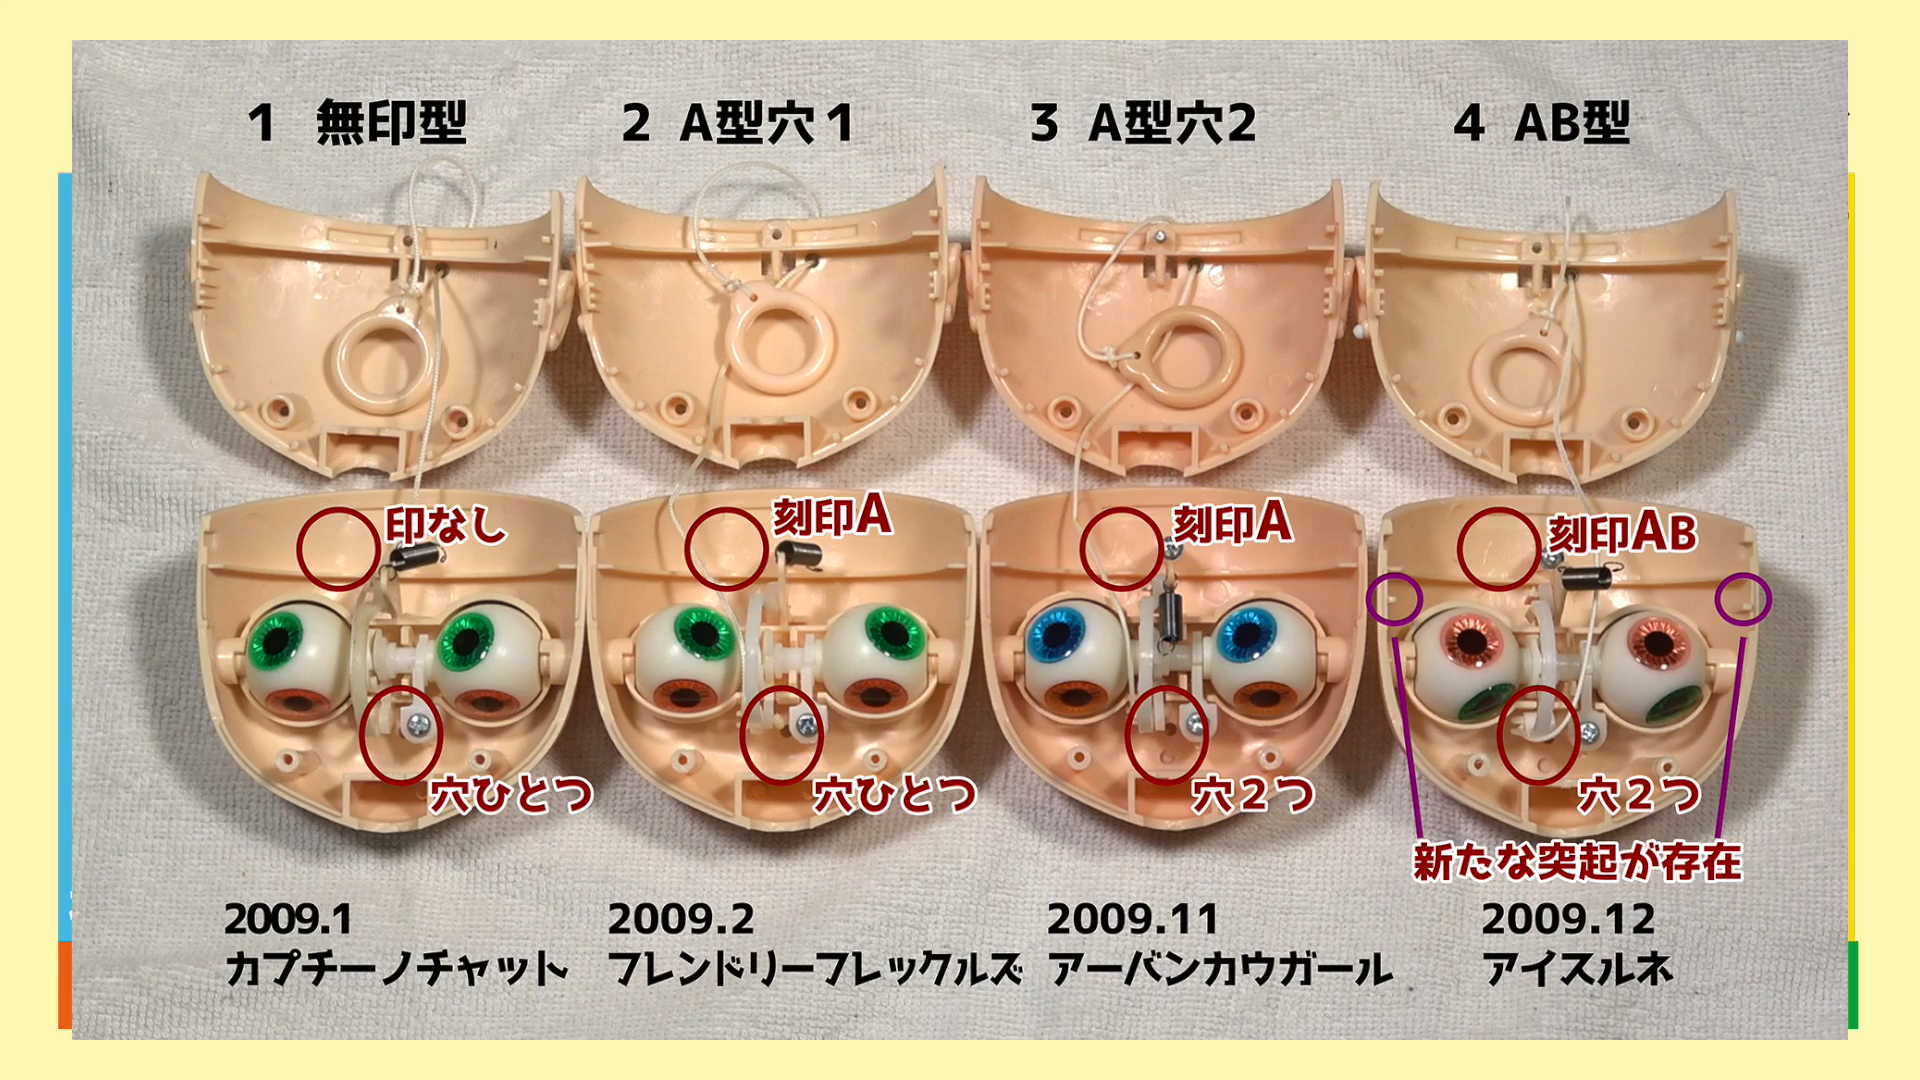 1 無印型
2 A型穴1
3 A型穴2
4 AB型
印なし
刻印A
刻印A
刻印AB
穴ひとつ
穴ひとつ
穴２つ
穴２つ
新たな突起が存在
2009.1
カプチーノチャット
2009.2
フレンドリーフレックルズ
2009.11
アーバンカウガール
2009.12
アイスルネ